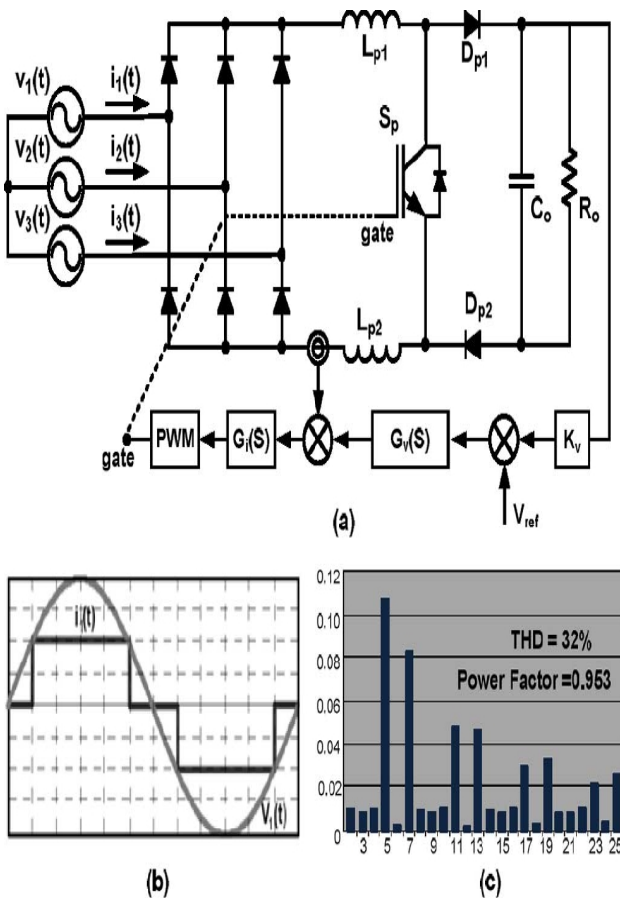 v1(t) i1(t)
v2(t) i2(t)
v3(t) i3(t)
Lp1
Dp1
Sp
gate
Co
Ro
Lp2
Dp2
gate
PWM
Gi(S)
Gv(S)
Kv
Vref
(a)
i(t)
V1(t)
(b)
0.12
0.10
0.08
0.06
0.04
0.02
0
THD = 32%
Power Factor =0.953
3 5 7 9 11 13 15 17 19 21 23 25
(c)